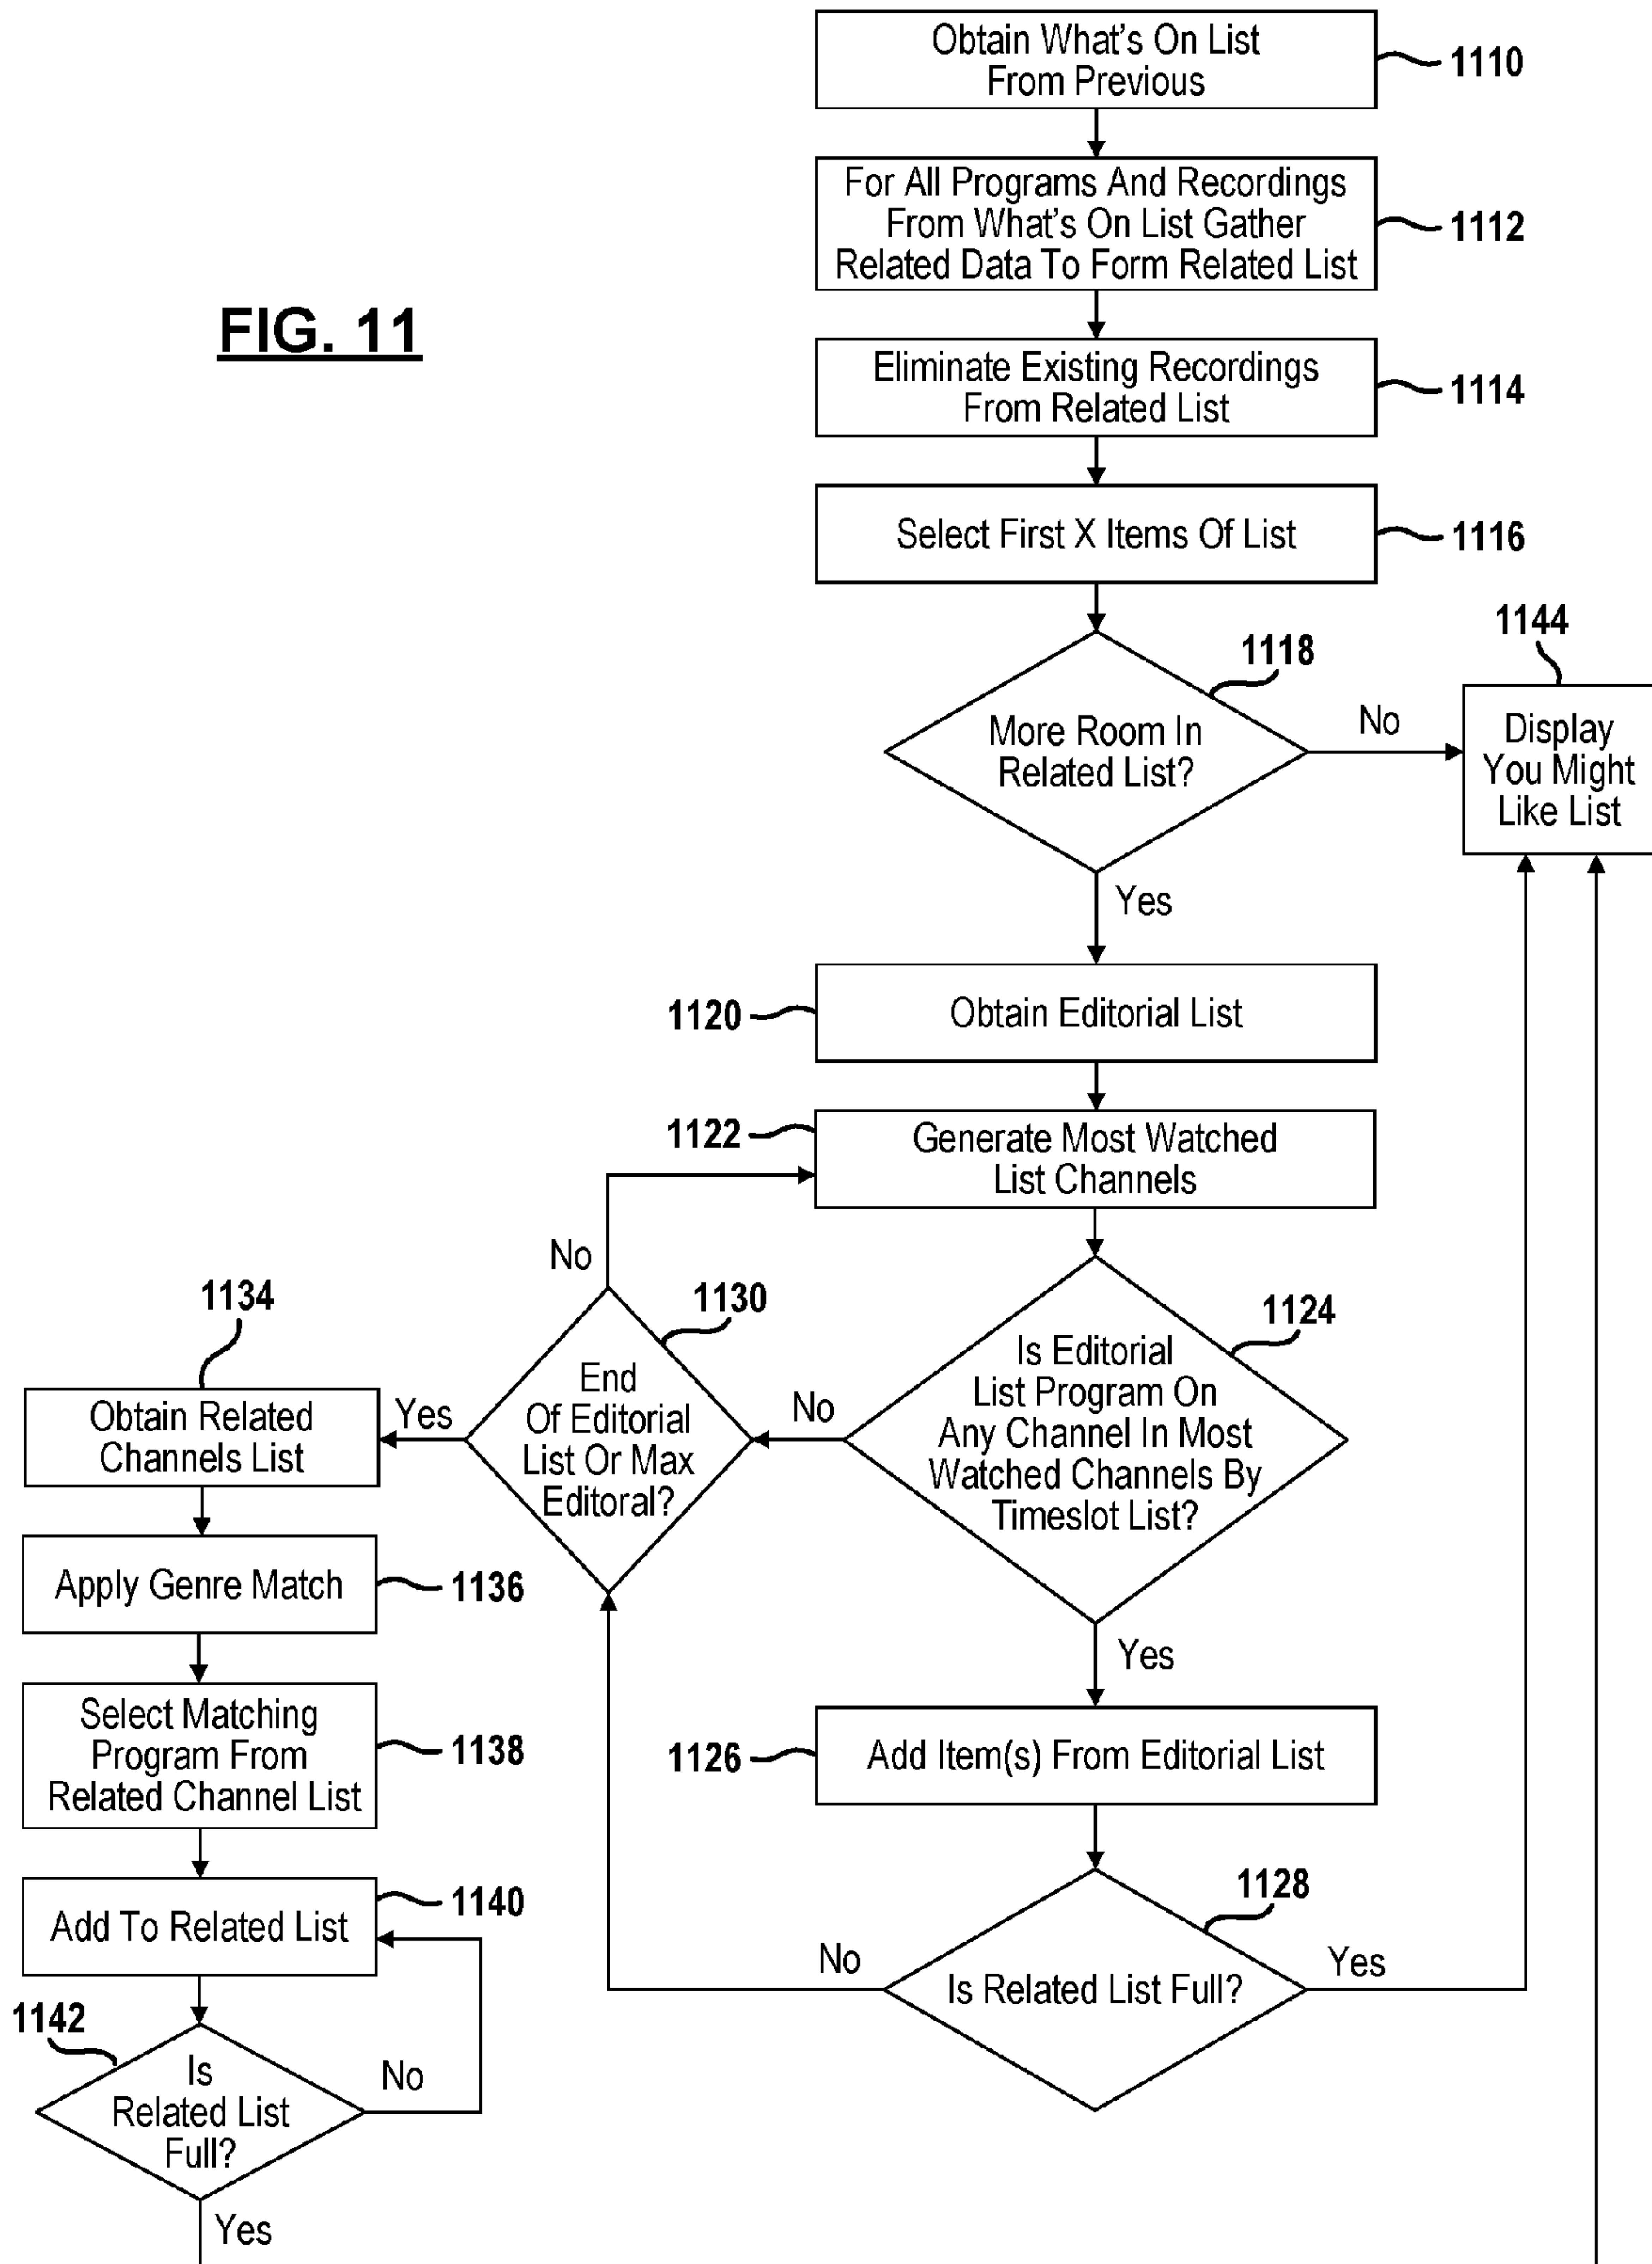 Obtain What's On List
From Previous
1110
For All Programs And Recordings
From What's On List Gather
Related Data To Form Related List
1112
FIG. 11
Eliminate Existing Recordings
From Related List
1114
Select First X Items Of List
1116
1118
More Room In
Related List?
No
Yes
1144
Display
You Might
Like List
1120
Obtain Editorial List
1122
Generate Most Watched
List Channels
1124
Is Editorial
List Program On
Any Channel In Most
Watched Channels By
Timeslot List?
No
Yes
1130
End
Of Editorial
List Or Max
Editoral?
No
Yes
1126
Add Item(s) From Editorial List
1128
Is Related List Full?
No
Yes
1134
Obtain Related
Channels List
Apply Genre Match
1136
Select Matching
Program From
Related Channel List
1138
Add To Related List
1140
1142
Is
Related List
Full?
No
Yes